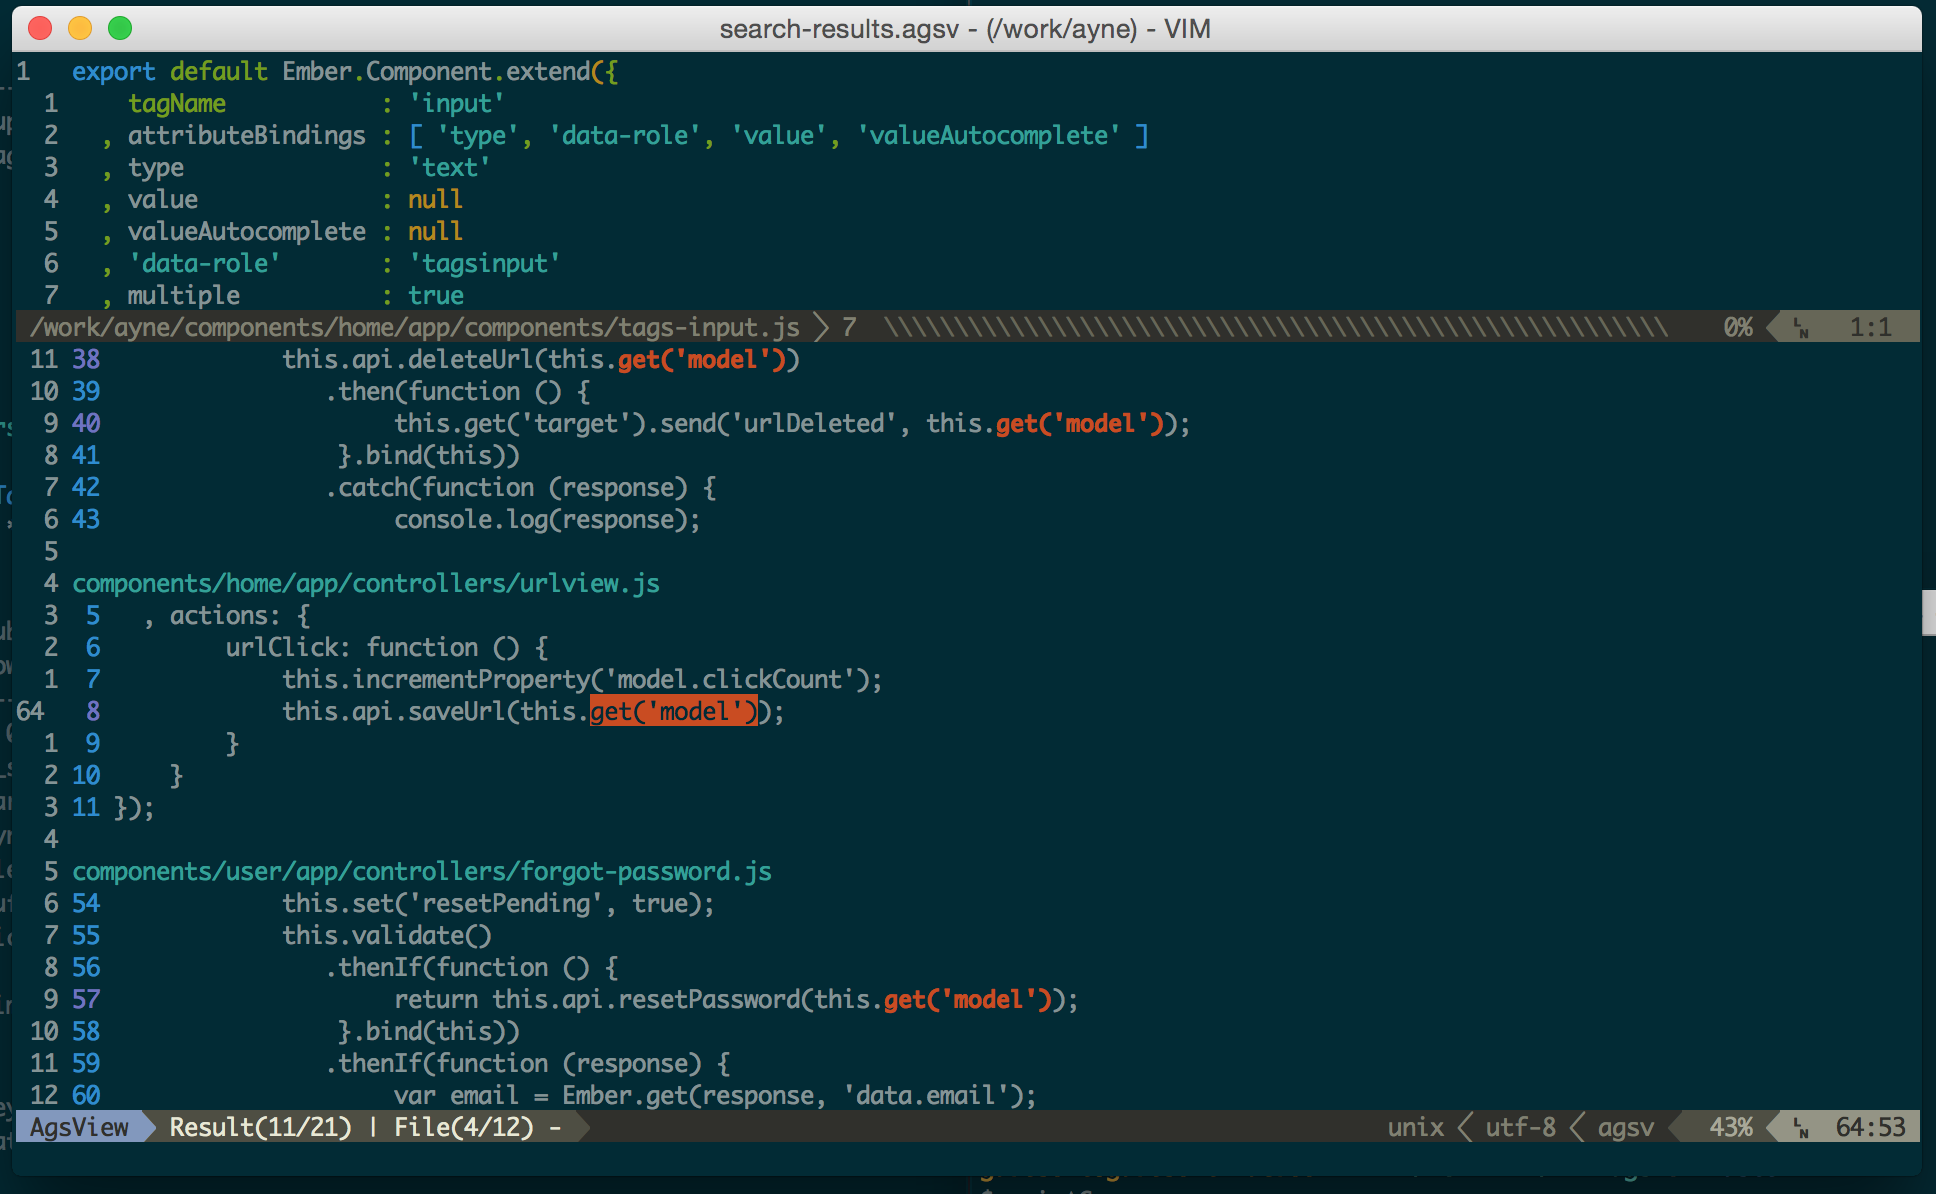 search-results.agsv - (/work/ayne) - VIM
1   export default Ember.Component.extend({
  1     tagName           : 'input'
  2   , attributeBindings : [ 'type', 'data-role', 'value', 'valueAutocomplete' ]
  3   , type              : 'text'
  4   , value             : null
  5   , valueAutocomplete : null
  6   , 'data-role'       : 'tagsinput'
  7   , multiple          : true
/work/ayne/components/home/app/components/tags-input.js 7 \\\\\\\\\\\\\\\\\\\\\\\\\\\\\\\\\\\\\\\\\\\\\\\\\\\\\\\\ 0% LN 1:1
 11 38             this.api.deleteUrl(this.get('model'))
 10 39                .then(function () {
  9 40                     this.get('target').send('urlDeleted', this.get('model'));
  8 41                 }.bind(this))
  7 42                .catch(function (response) {
  6 43                     console.log(response);
  5
  4 components/home/app/controllers/urlview.js
  3  5   , actions: {
  2  6         urlClick: function () {
  1  7             this.incrementProperty('model.clickCount');
64   8             this.api.saveUrl(this.get('model'));
  1  9         }
  2 10     }
  3 11 });
  4
  5 components/user/app/controllers/forgot-password.js
  6 54             this.set('resetPending', true);
  7 55             this.validate()
  8 56                .thenIf(function () {
  9 57                     return this.api.resetPassword(this.get('model'));
 10 58                 }.bind(this))
 11 59                .thenIf(function (response) {
 12 60                     var email = Ember.get(response, 'data.email');
AgsView Result(11/21) | File(4/12) - unix utf-8 agsv 43% LN 64:53